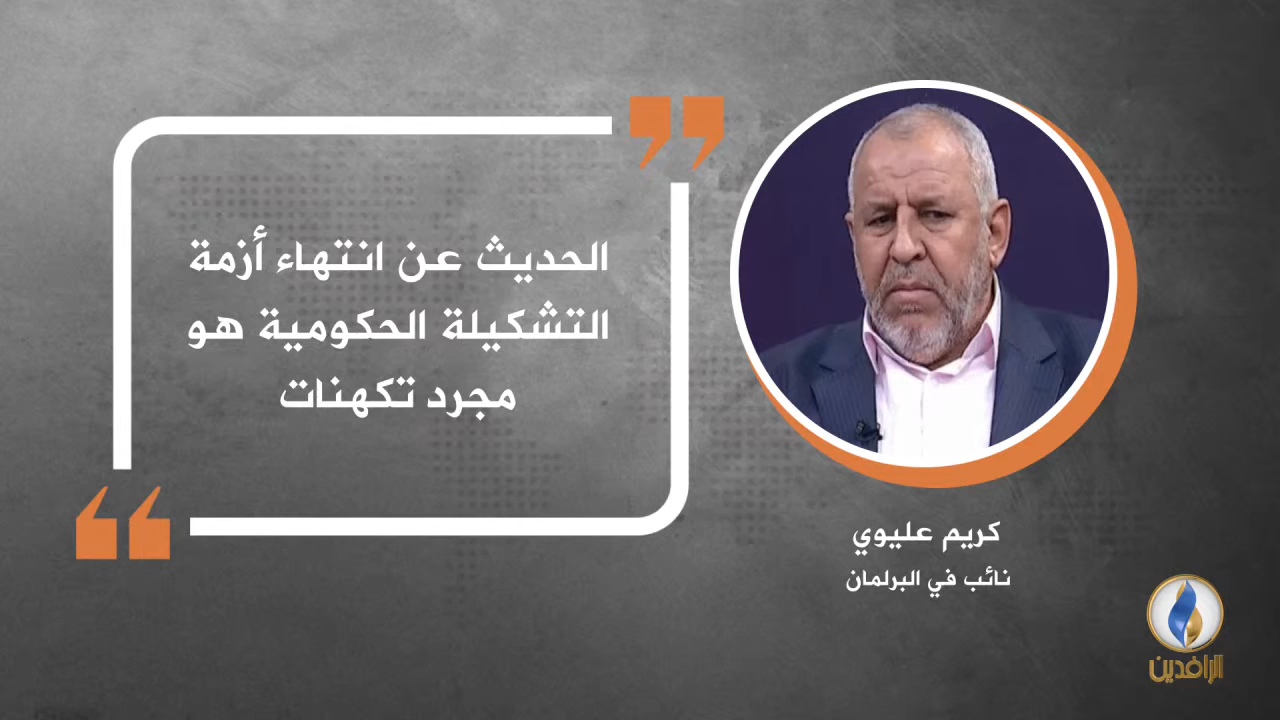 الحديث عن انتهاء أزمة
التشكيلة الحكومية هو
مجرد تكهنات
كريم عليوي
نائب في البرلمان
الرافدين